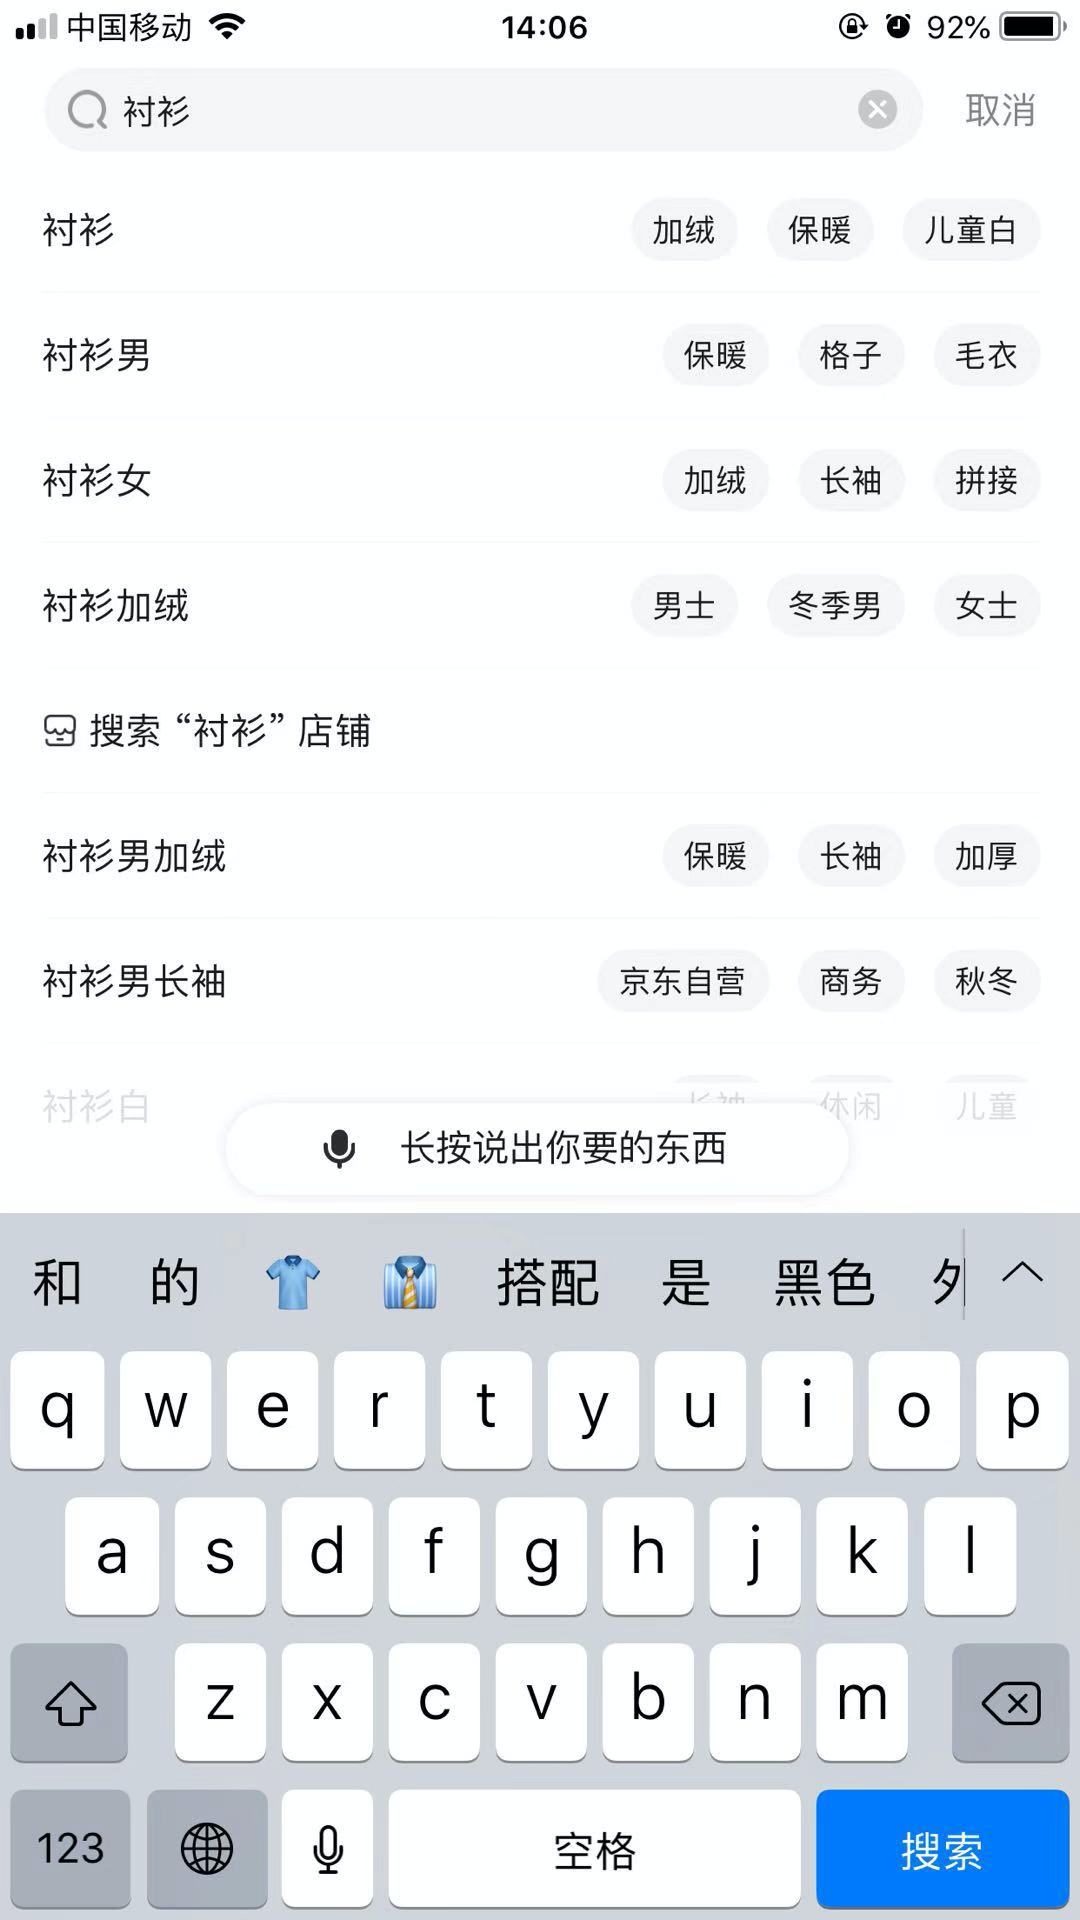 中国移动 14:06 92%
衬衫 取消
衬衫 加绒 保暖 儿童白
衬衫男 保暖 格子 毛衣
衬衫女 加绒 长袖 拼接
衬衫加绒 男士 冬季男 女士
搜索 “衬衫” 店铺
衬衫男加绒 保暖 长袖 加厚
衬衫男长袖 京东自营 商务 秋冬
衬衫白 长袖 休闲 儿童
长按说出你要的东西
和 的 搭配 是 黑色
q w e r t y u i o p
a s d f g h j k l
z x c v b n m
123 空格 搜索